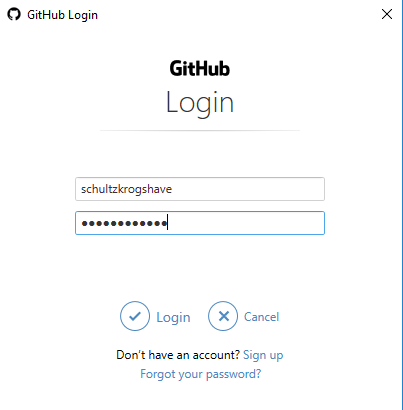 GitHub Login
GitHub
Login
schultzkrogshave
●●●●●●●●●●●●
Login Cancel
Don't have an account? Sign up
Forgot your password?